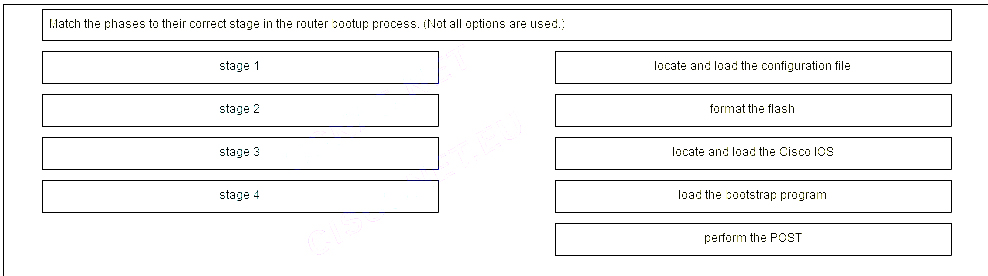 Match the phases to their correct stage in the router bootup process. (Not all options are used.)
stage 1
locate and load the configuration file
stage 2
format the flash
stage 3
locate and load the Cisco IOS
stage 4
load the bootstrap program
perform the POST